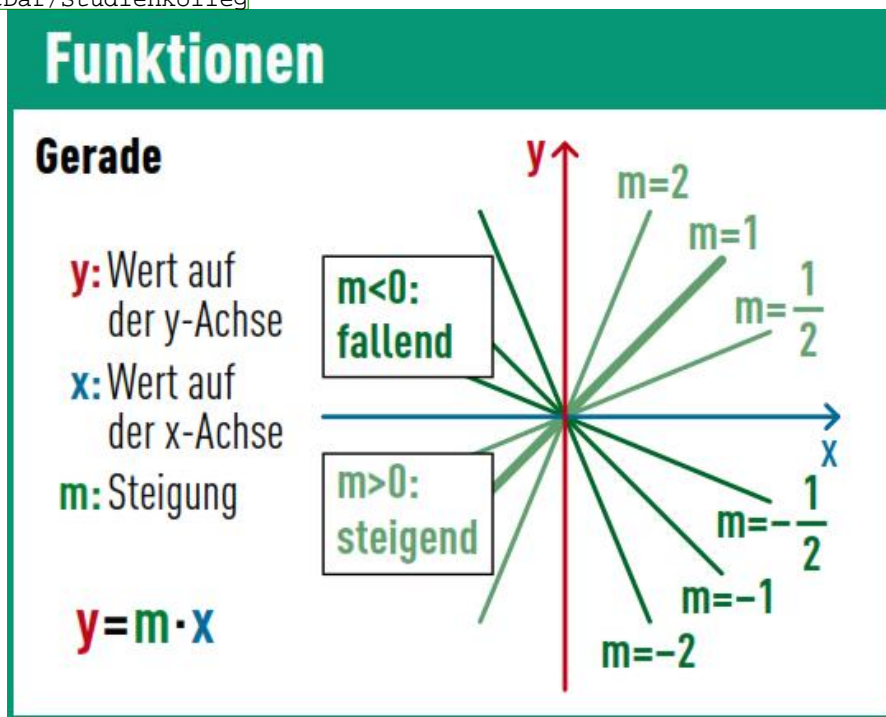 Funktionen
Gerade
y: Wert auf
der y-Achse
x: Wert auf
der x-Achse
m: Steigung
y=m·x
m<0:
fallend
m>0:
steigend
y
x
m=2
m=1
m=1/2
m=-1/2
m=-1
m=-2